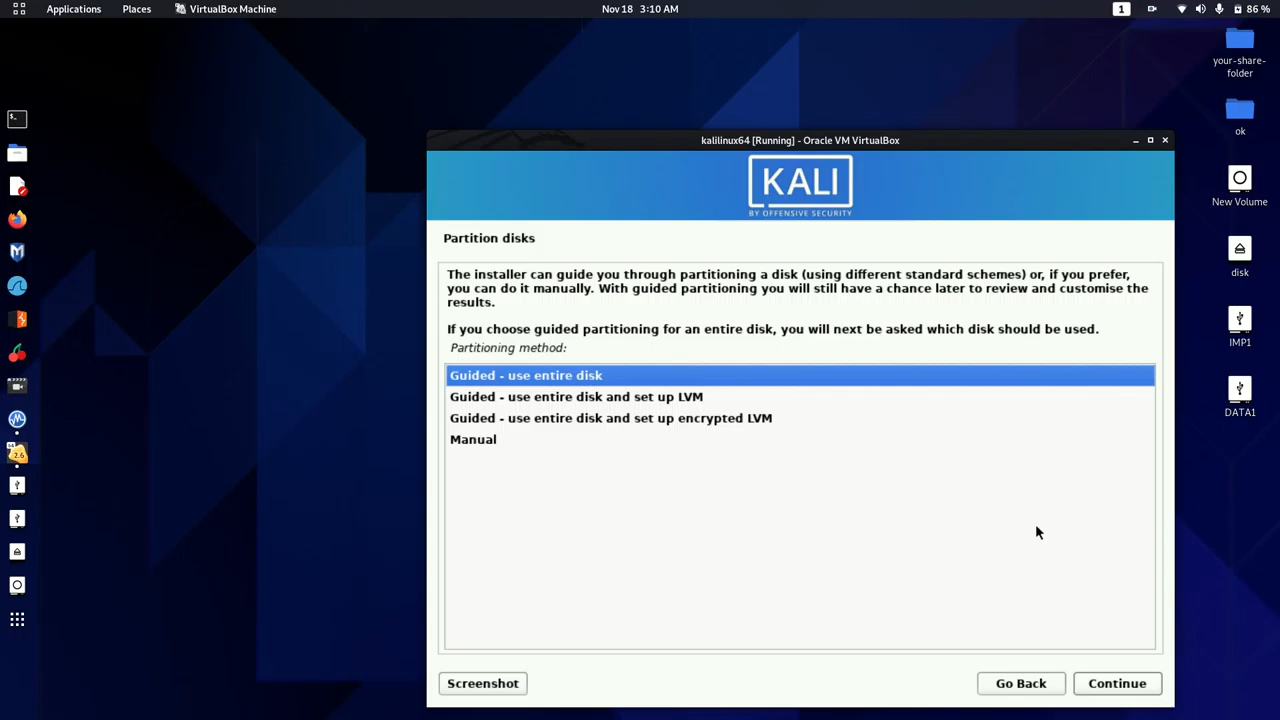 Applications Places VirtualBox Machine Nov 18 3:10 AM 1 86 %
your-share-
folder
ok
New Volume
disk
IMP1
DATA1
kalilinux64 [Running] - Oracle VM VirtualBox
KALI
BY OFFENSIVE SECURITY
Partition disks
The installer can guide you through partitioning a disk (using different standard schemes) or, if you prefer,
you can do it manually. With guided partitioning you will still have a chance later to review and customise the
results.
If you choose guided partitioning for an entire disk, you will next be asked which disk should be used.
Partitioning method:
Guided - use entire disk
Guided - use entire disk and set up LVM
Guided - use entire disk and set up encrypted LVM
Manual
Screenshot Go Back Continue
64
2.6